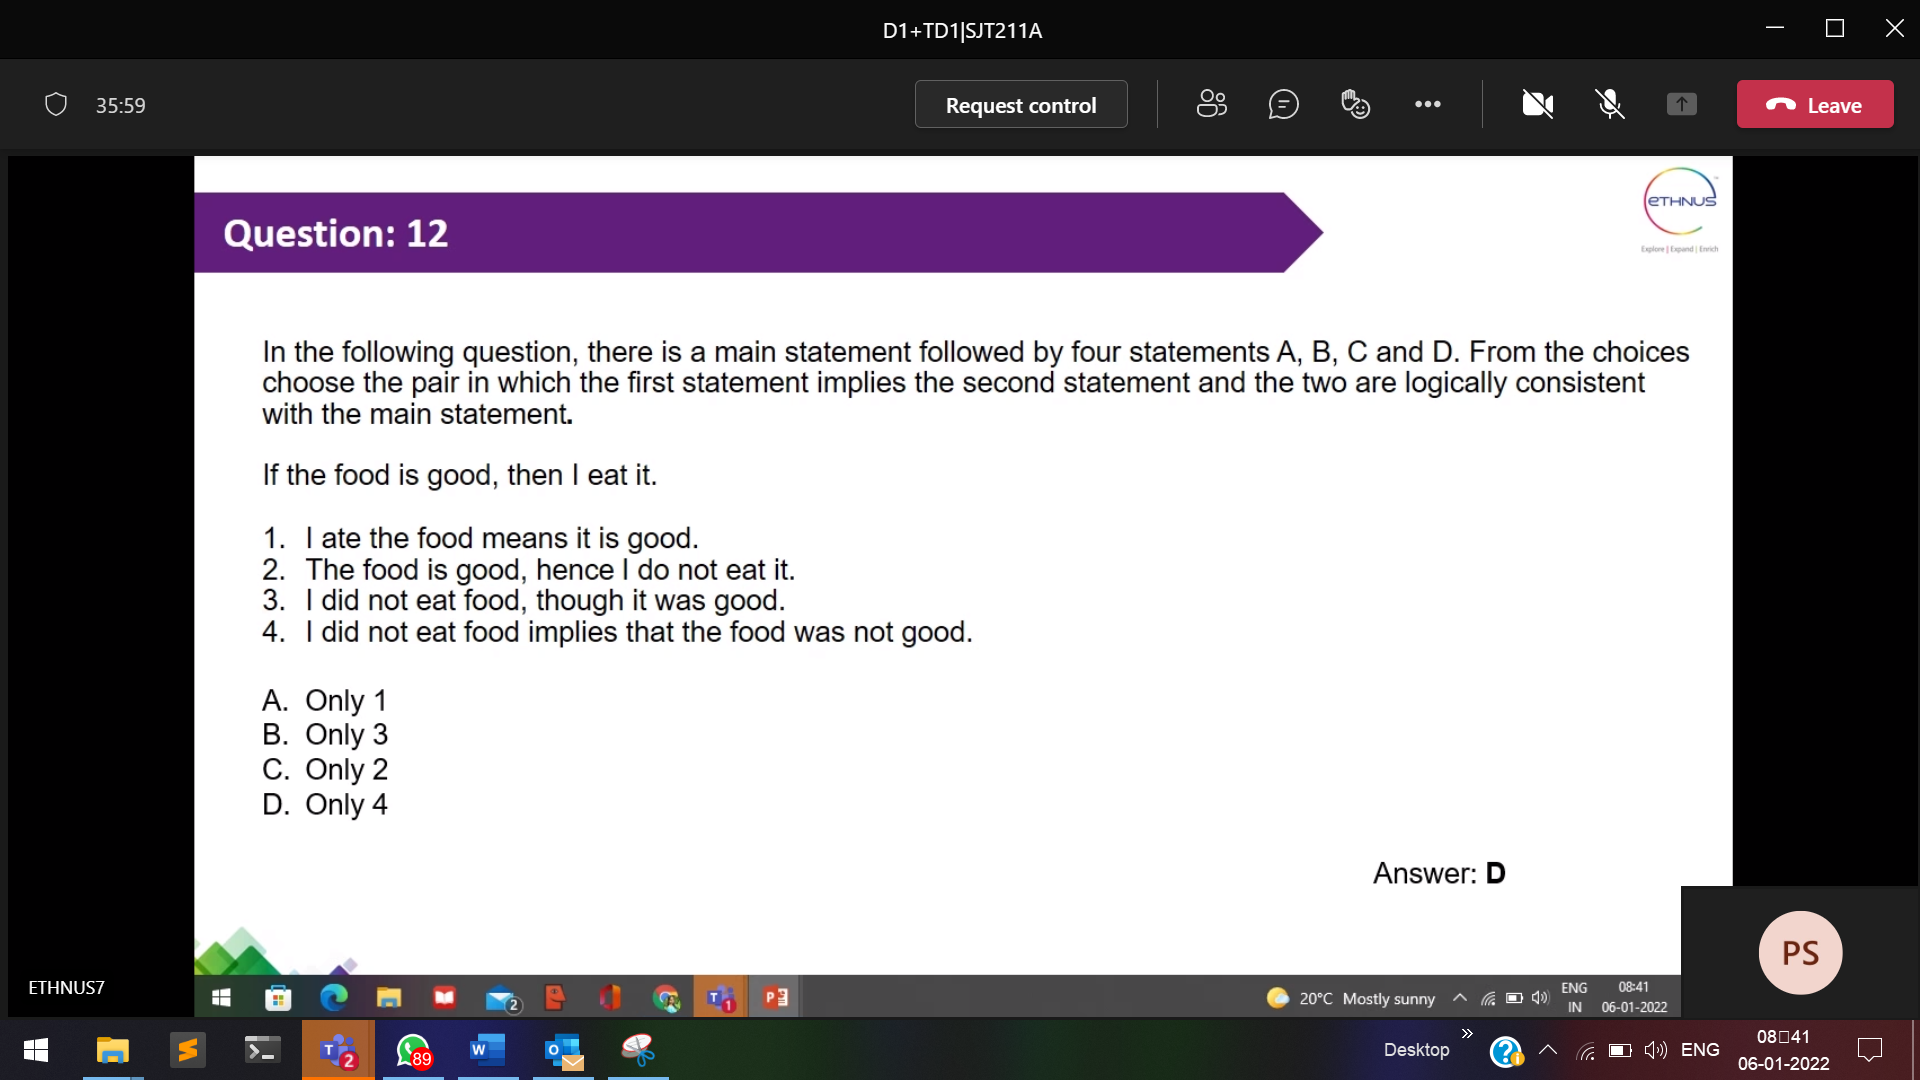 D1+TD1|SJT211A
35:59
Request control
Leave
Question: 12
eTHNUS
Explore | Expand | Enrich
In the following question, there is a main statement followed by four statements A, B, C and D. From the choices
choose the pair in which the first statement implies the second statement and the two are logically consistent
with the main statement.
If the food is good, then I eat it.
1. I ate the food means it is good.
2. The food is good, hence I do not eat it.
3. I did not eat food, though it was good.
4. I did not eat food implies that the food was not good.
A. Only 1
B. Only 3
C. Only 2
D. Only 4
Answer: D
PS
ETHNUS7
2
1
20°C Mostly sunny
ENG
IN
08:41
06-01-2022
2
89
Desktop
ENG
08▯41
06-01-2022